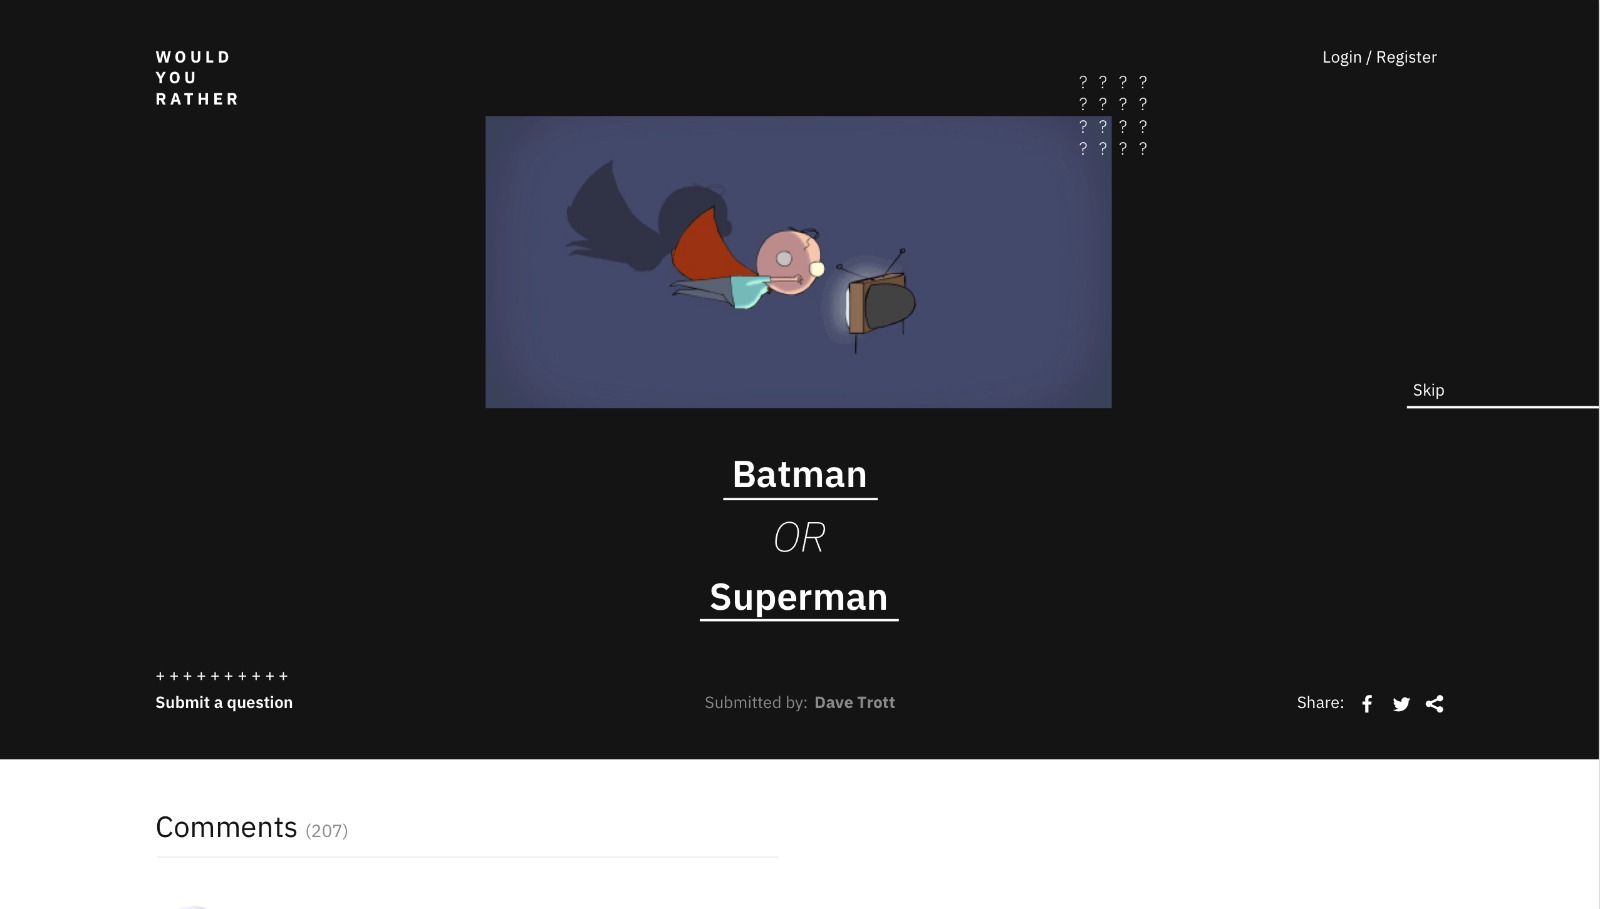 WOULD
YOU
RATHER
Login / Register
? ? ? ?
? ? ? ?
? ? ? ?
? ? ? ?
Skip
Batman
OR
Superman
+ + + + + + + + + +
Submit a question
Submitted by: Dave Trott
Share:
Comments (207)